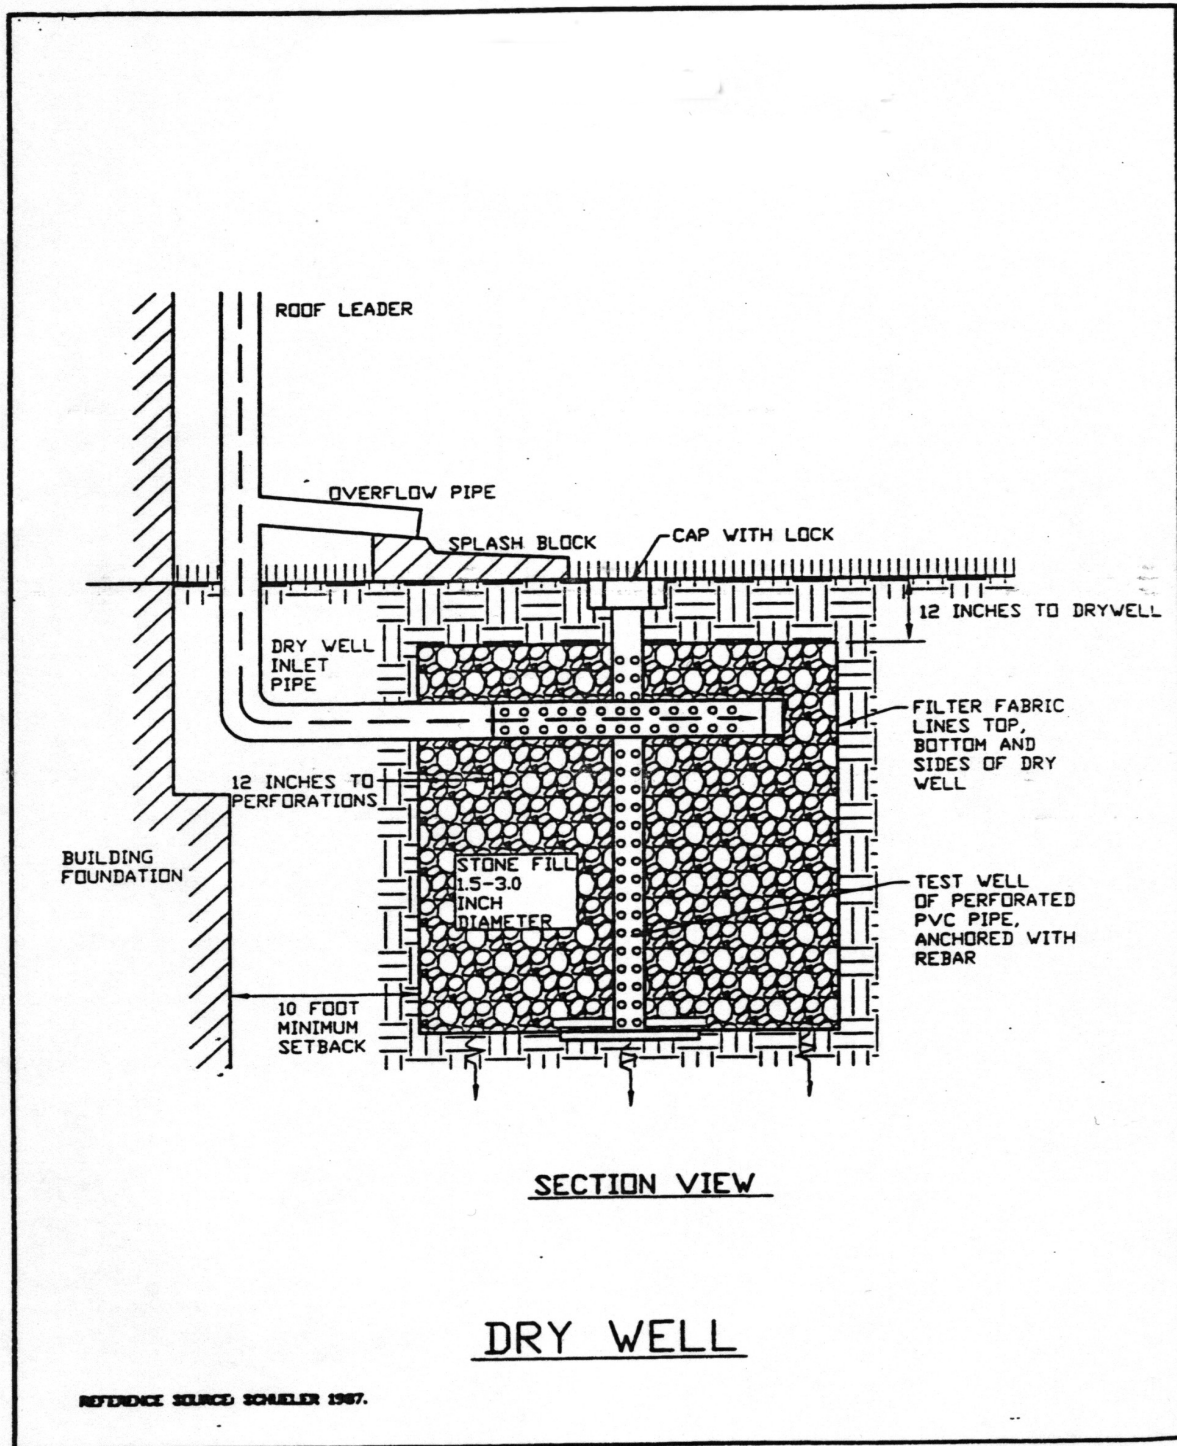 ROOF LEADER
OVERFLOW PIPE
SPLASH BLOCK
CAP WITH LOCK
12 INCHES TO DRYWELL
DRY WELL
INLET
PIPE
FILTER FABRIC
LINES TOP,
BOTTOM AND
SIDES OF DRY
WELL
12 INCHES TO
PERFORATIONS
BUILDING
FOUNDATION
STONE FILL
1.5-3.0
INCH
DIAMETER
TEST WELL
OF PERFORATED
PVC PIPE,
ANCHORED WITH
REBAR
10 FOOT
MINIMUM
SETBACK
SECTION VIEW
DRY WELL
REFERENCE SOURCE: SCHUELER 1987.